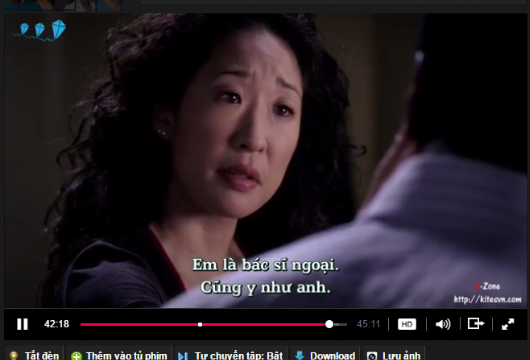 Em là bác sĩ ngoại.
Cũng y như anh.
-Zone
http://kitesvn.com
42:18
45:11
HD
Tắt đèn
Thêm vào tủ phim
Tự chuyển tập: Bật
Download
Lưu ảnh